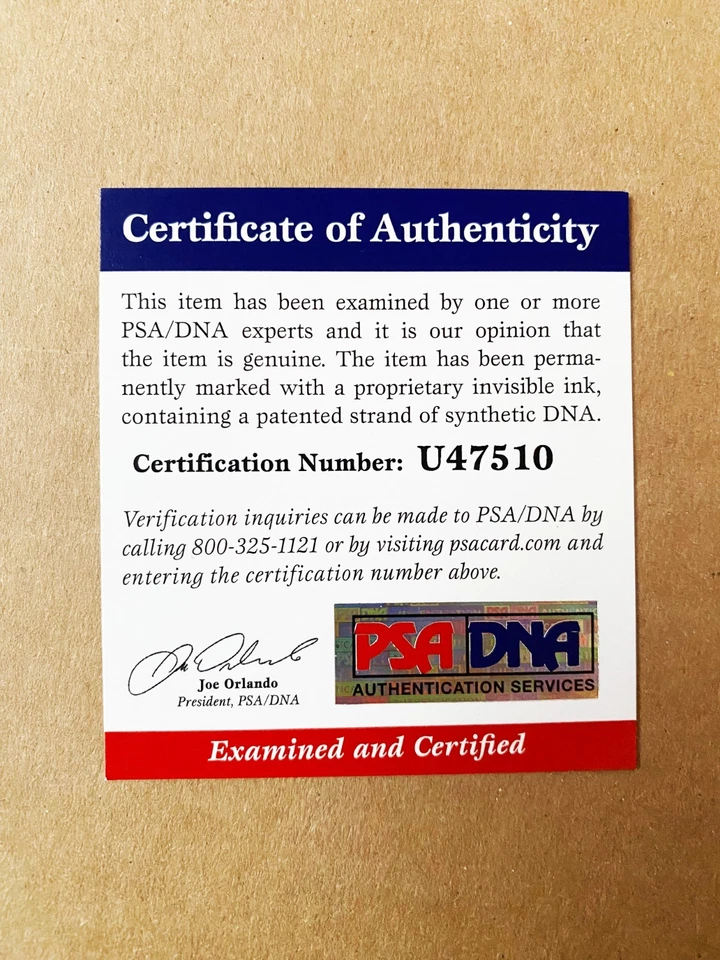 Certificate of Authenticity
This item has been examined by one or more
PSA/DNA experts and it is our opinion that
the item is genuine. The item has been perma-
nently marked with a proprietary invisible ink,
containing a patented strand of synthetic DNA.
Certification Number: U47510
Verification inquiries can be made to PSA/DNA by
calling 800-325-1121 or by visiting psacard.com and
entering the certification number above.
Joe Orlando
President, PSA/DNA
PSA DNA
AUTHENTICATION SERVICES
Examined and Certified